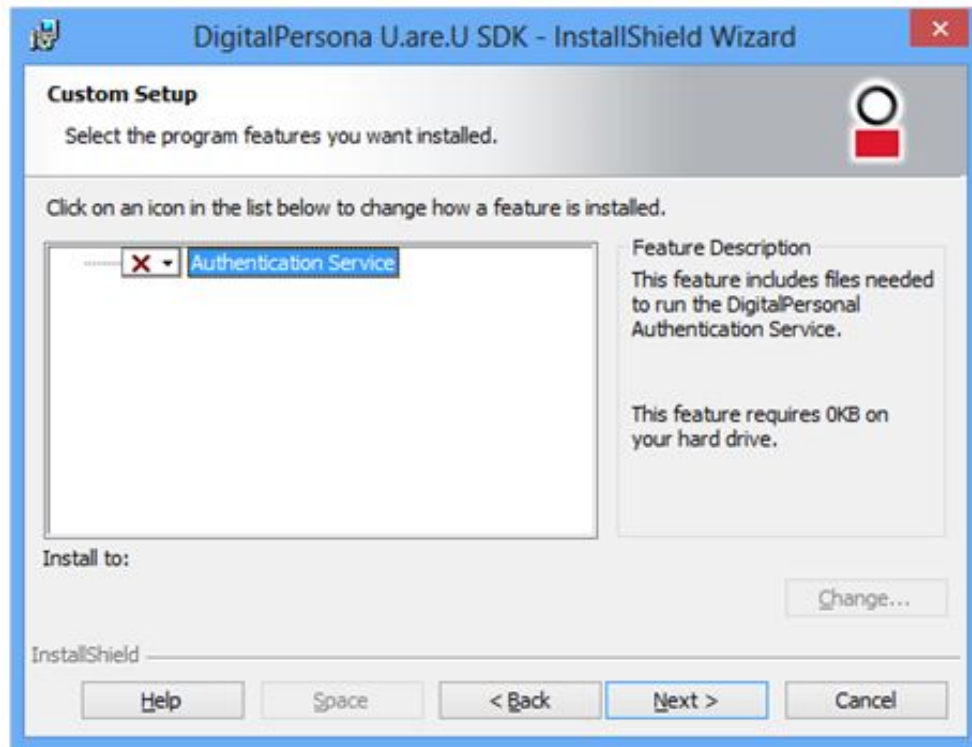 DigitalPersona U.are.U SDK - InstallShield Wizard
Custom Setup
Select the program features you want installed.
Click on an icon in the list below to change how a feature is installed.
Authentication Service
Feature Description
This feature includes files needed
to run the DigitalPersonal
Authentication Service.
This feature requires 0KB on
your hard drive.
Install to:
Change...
InstallShield
Help
Space
< Back
Next >
Cancel